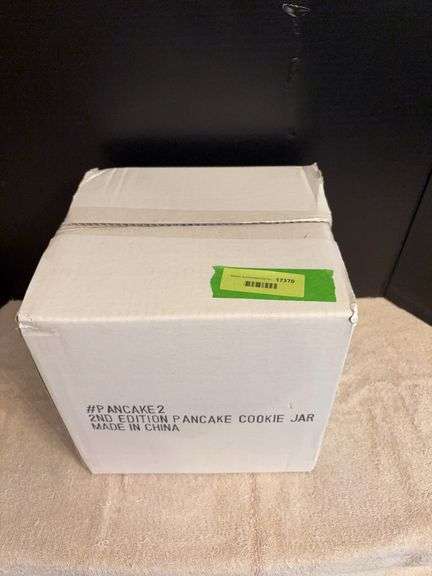 17370
#PANCAKE2
2ND EDITION PANCAKE COOKIE JAR
MADE IN CHINA